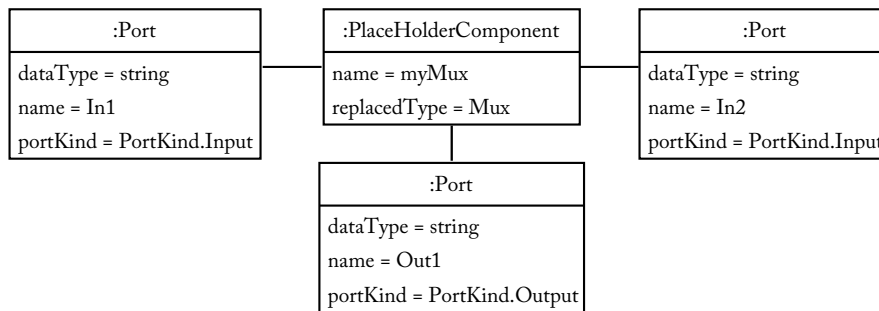 :Port
dataType = string
name = In1
portKind = PortKind.Input
:PlaceHolderComponent
name = myMux
replacedType = Mux
:Port
dataType = string
name = In2
portKind = PortKind.Input
:Port
dataType = string
name = Out1
portKind = PortKind.Output